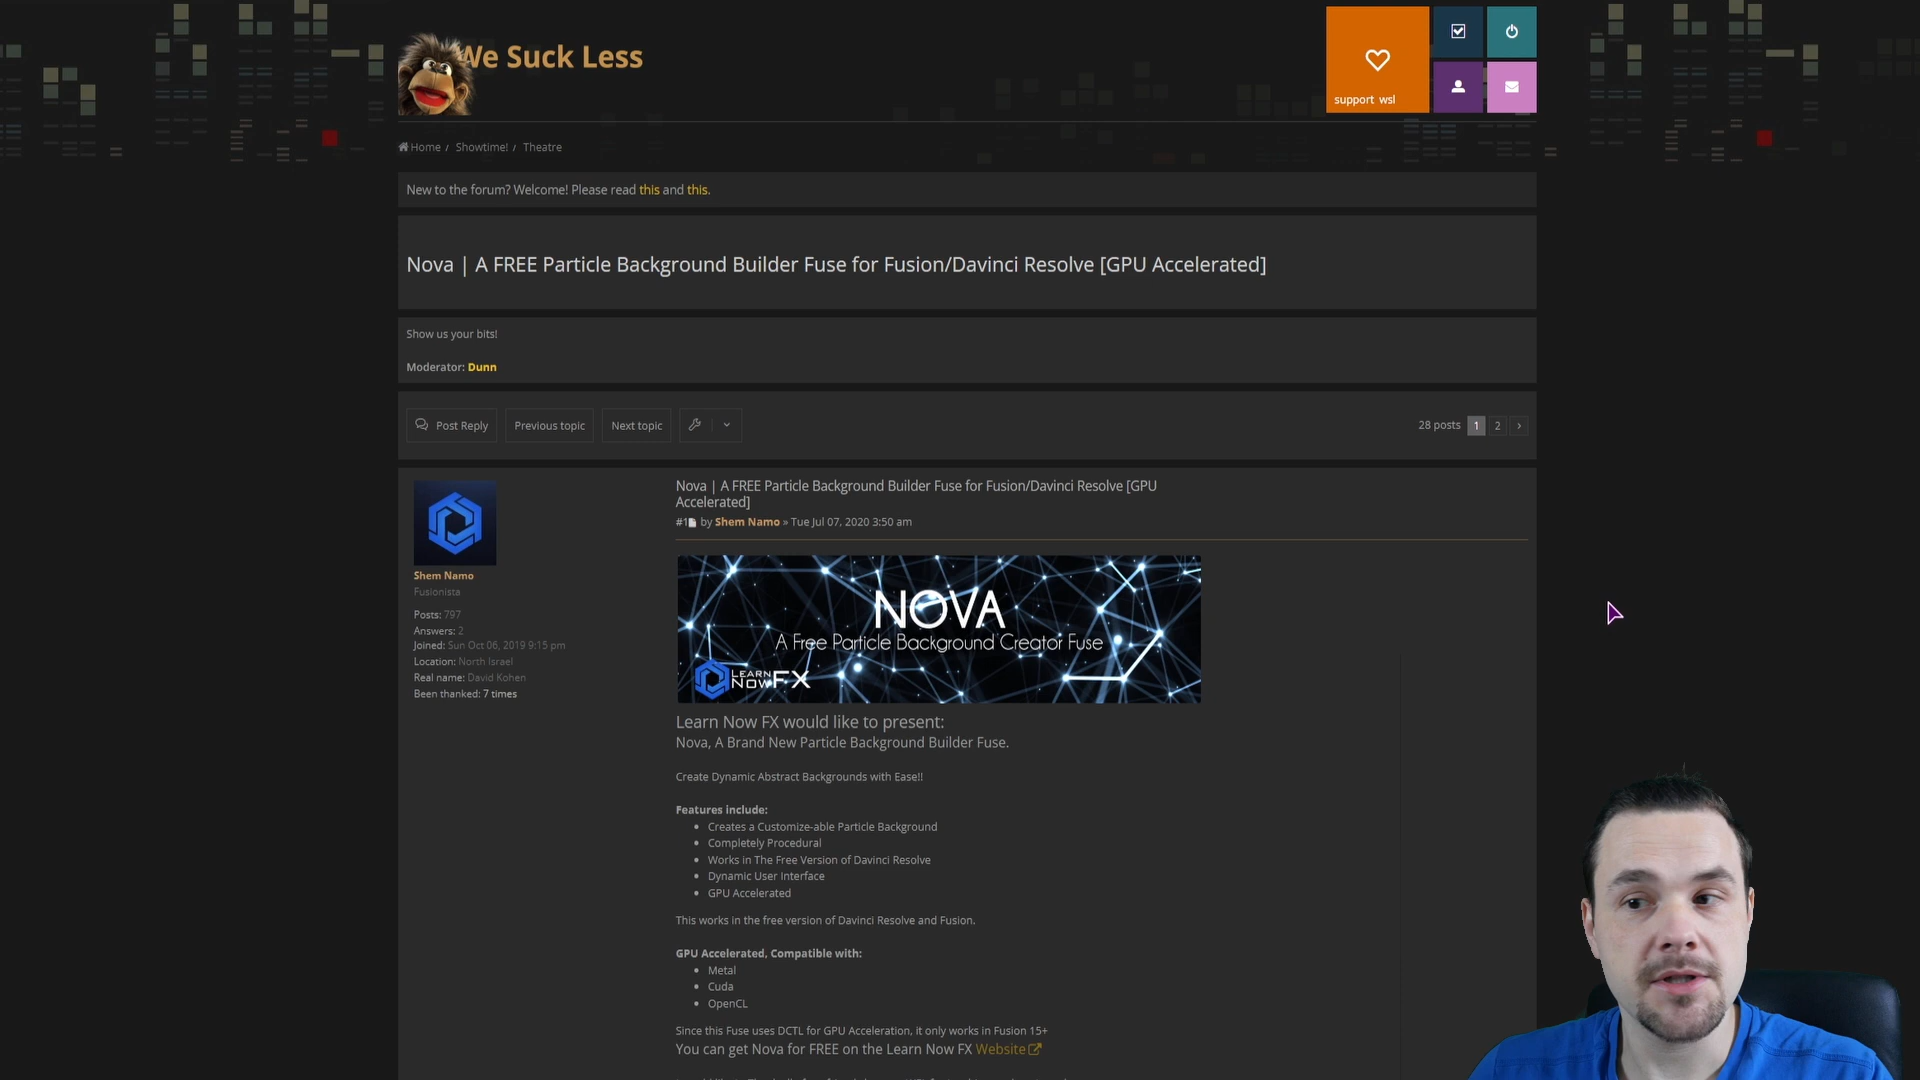 We Suck Less
support wsl
Home / Showtime! / Theatre
New to the forum? Welcome! Please read this and this.
Nova | A FREE Particle Background Builder Fuse for Fusion/Davinci Resolve [GPU Accelerated]
Show us your bits!
Moderator: Dunn
Post Reply
Previous topic
Next topic
28 posts 1 2 ›
Shem Namo
Fusionista
Posts: 797
Answers: 2
Joined: Sun Oct 06, 2019 9:15 pm
Location: North Israel
Real name: David Kohen
Been thanked: 7 times
Nova | A FREE Particle Background Builder Fuse for Fusion/Davinci Resolve [GPU
Accelerated]
#1 by Shem Namo » Tue Jul 07, 2020 3:50 am
NOVA
A Free Particle Background Creator Fuse
LEARN
NOWFX
Learn Now FX would like to present:
Nova, A Brand New Particle Background Builder Fuse.
Create Dynamic Abstract Backgrounds with Ease!!
Features include:
• Creates a Customize-able Particle Background
• Completely Procedural
• Works in The Free Version of Davinci Resolve
• Dynamic User Interface
• GPU Accelerated
This works in the free version of Davinci Resolve and Fusion.
GPU Accelerated, Compatible with:
• Metal
• Cuda
• OpenCL
Since this Fuse uses DCTL for GPU Acceleration, it only works in Fusion 15+
You can get Nova for FREE on the Learn Now FX Website